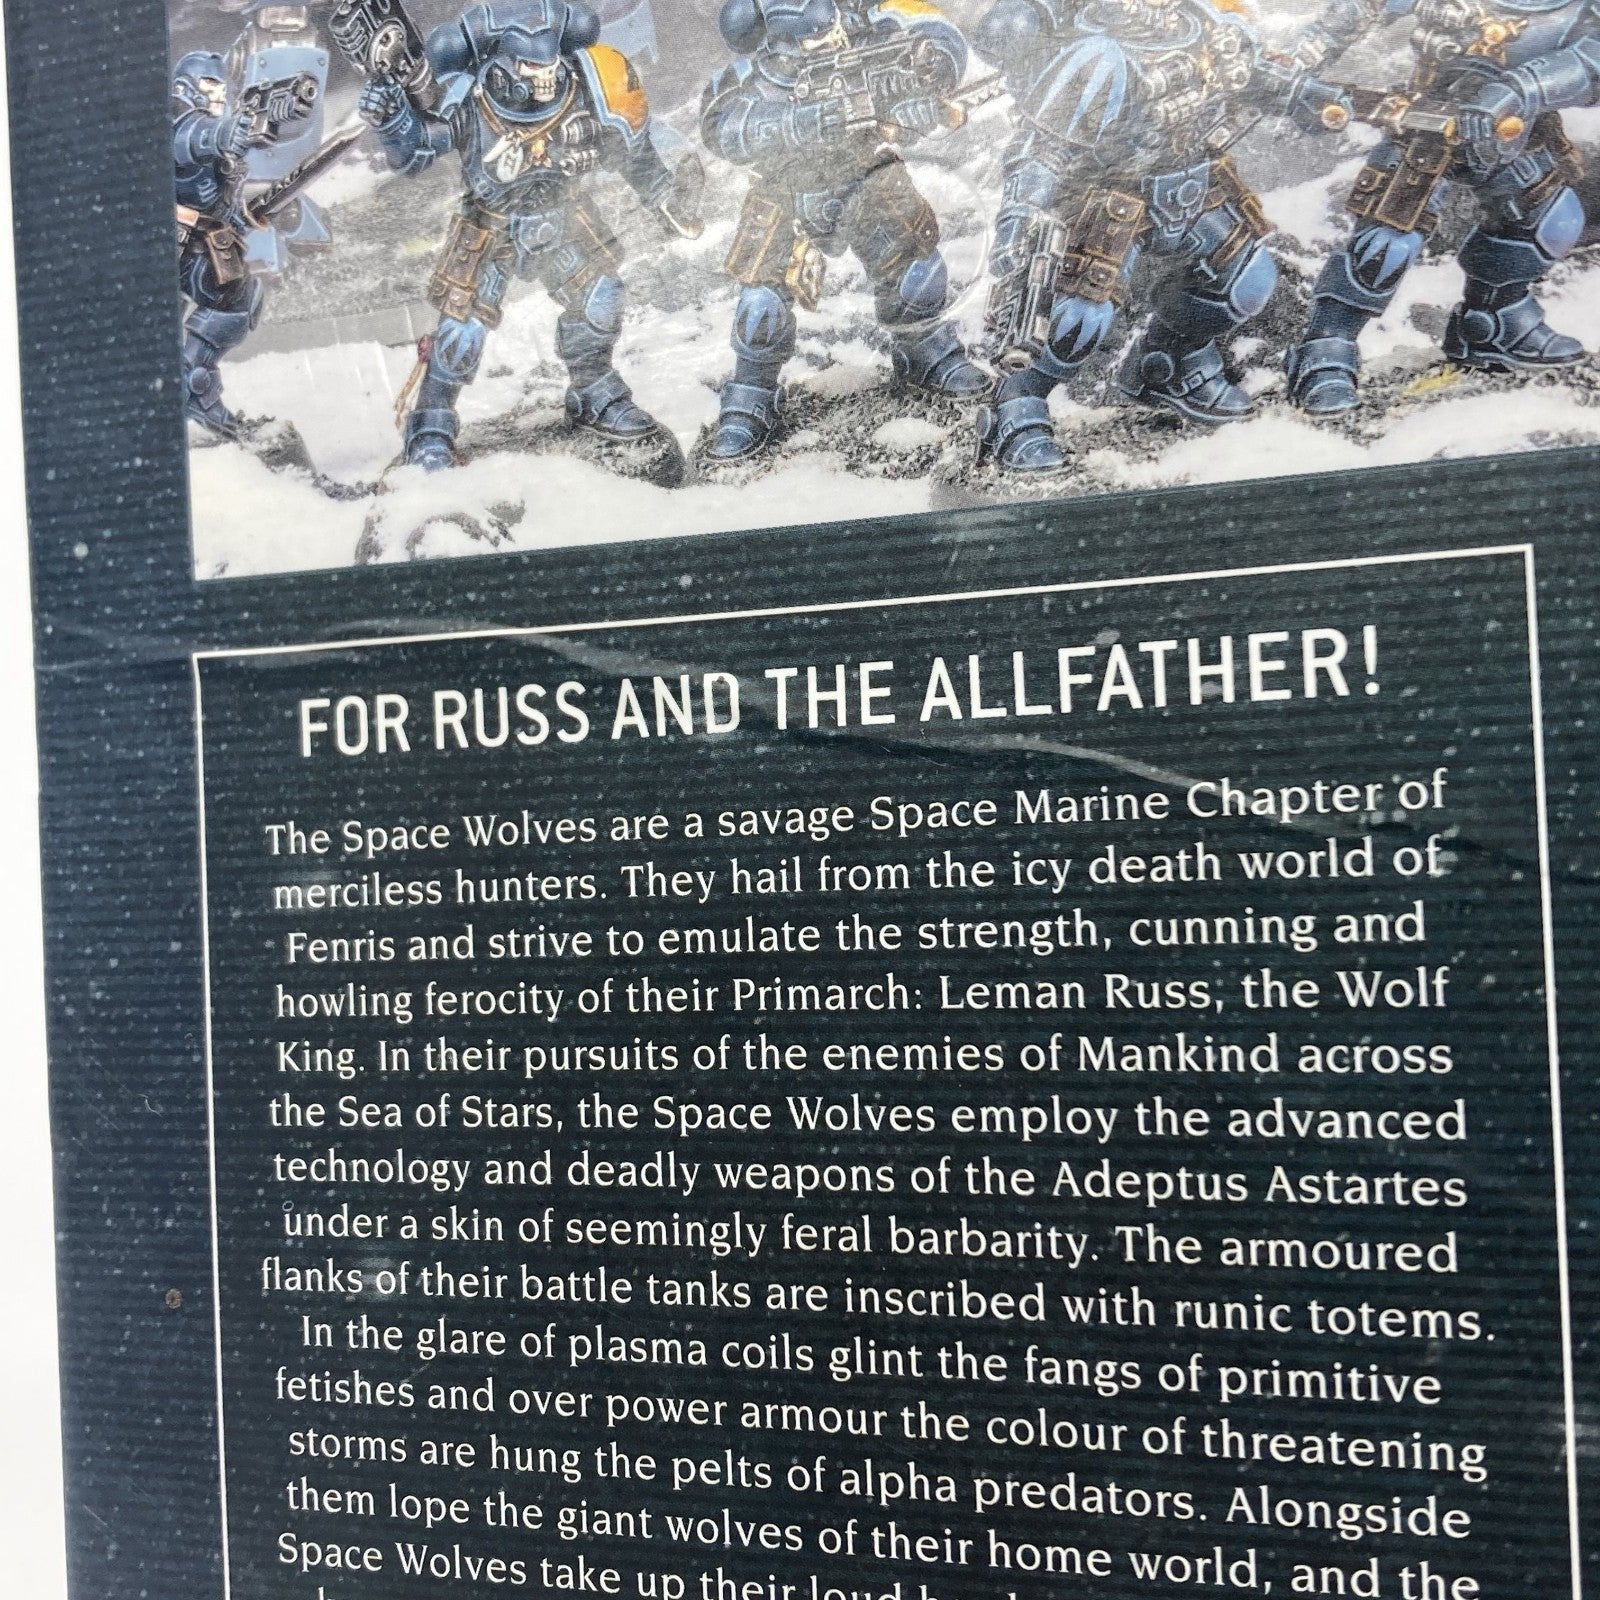 FOR RUSS AND THE ALLFATHER!
The Space Wolves are a savage Space Marine Chapter of
merciless hunters. They hail from the icy death world of
Fenris and strive to emulate the strength, cunning and
howling ferocity of their Primarch: Leman Russ, the Wolf
King. In their pursuits of the enemies of Mankind across
the Sea of Stars, the Space Wolves employ the advanced
technology and deadly weapons of the Adeptus Astartes
under a skin of seemingly feral barbarity. The armoured
flanks of their battle tanks are inscribed with runic totems.
In the glare of plasma coils glint the fangs of primitive
fetishes and over power armour the colour of threatening
storms are hung the pelts of alpha predators. Alongside
them lope the giant wolves of their home world, and the
Space Wolves take up their